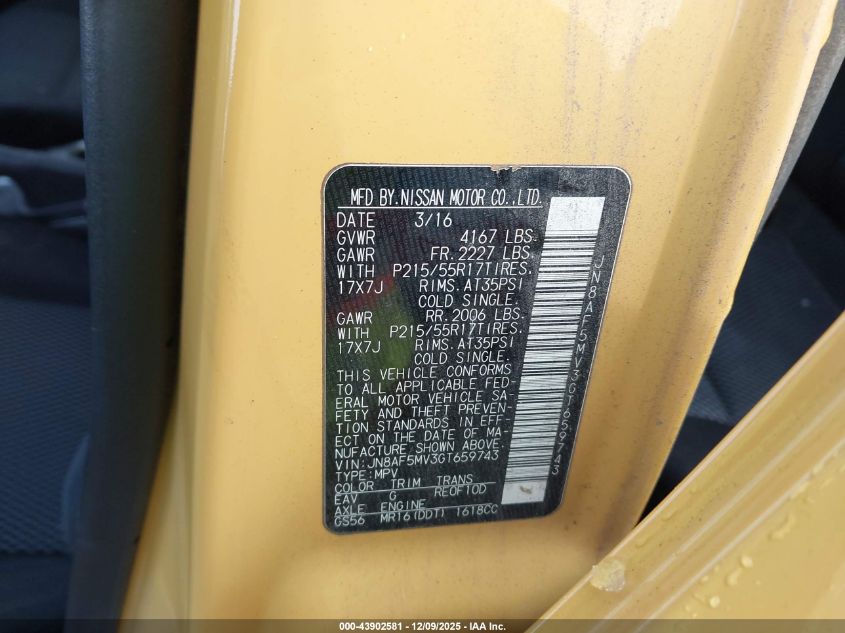 MFD BY.NISSAN MOTOR CO.,LTD.
DATE 3/16
GVWR 4167 LBS.
GAWR FR. 2227 LBS.
WITH P215/55R17TIRES.
17X7J RIMS. AT35PSI
COLD SINGLE.
GAWR RR. 2006 LBS.
WITH P215/55R17TIRES.
17X7J RIMS. AT35PSI
COLD SINGLE.
THIS VEHICLE CONFORMS
TO ALL APPLICABLE FED-
ERAL MOTOR VEHICLE SA-
FETY AND THEFT PREVEN-
TION STANDARDS IN EFF-
ECT ON THE DATE OF MA-
NUFACTURE SHOWN ABOVE.
VIN:JN8AF5MV3GT659743
TYPE:MPV
COLOR TRIM TRANS
EAV G RE0F10D
AXLE ENGINE
GS56 MR16(DDT) 1618CC
JN8AF5MV3GT659743
000-43902581 - 12/09/2025 - IAA Inc.